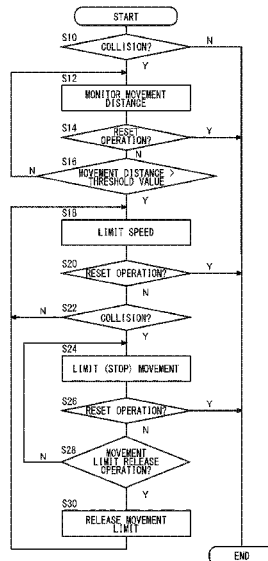 START
S10
COLLISION?
N
Y
S12
MONITOR MOVEMENT
DISTANCE
S14
RESET
OPERATION?
Y
N
S16
MOVEMENT DISTANCE >
THRESHOLD VALUE
N
Y
S18
LIMIT SPEED
S20
RESET OPERATION?
Y
N
S22
COLLISION?
N
Y
S24
LIMIT (STOP) MOVEMENT
S26
RESET OPERATION?
Y
N
S28
MOVEMENT
LIMIT RELEASE
OPERATION?
N
Y
S30
RELEASE MOVEMENT
LIMIT
END